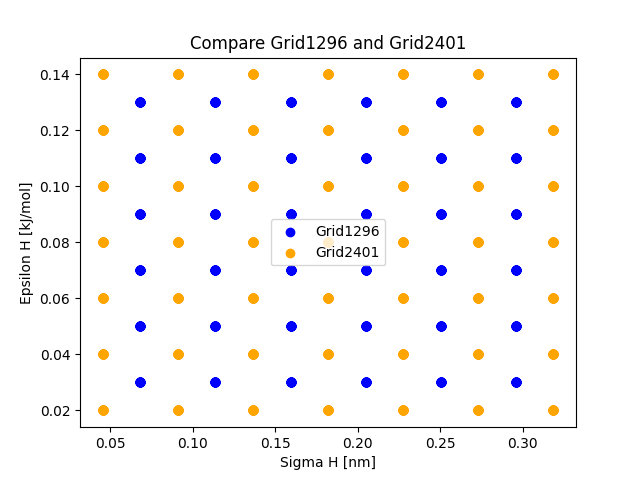 Compare Grid1296 and Grid2401
Epsilon H [kJ/mol]
0.14
0.12
0.10
0.08
0.06
0.04
0.02
Grid1296
Grid2401
0.05 0.10 0.15 0.20 0.25 0.30
Sigma H [nm]